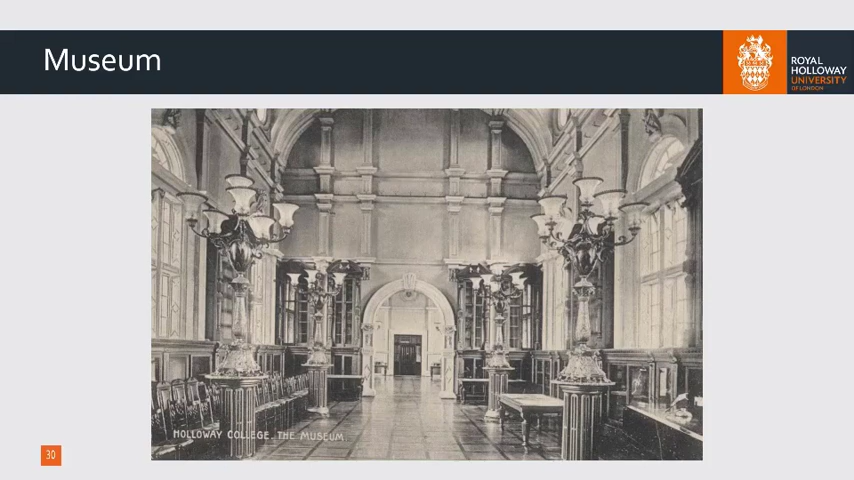 Museum
ROYAL
HOLLOWAY
UNIVERSITY
OF LONDON
HOLLOWAY COLLEGE. THE MUSEUM
30